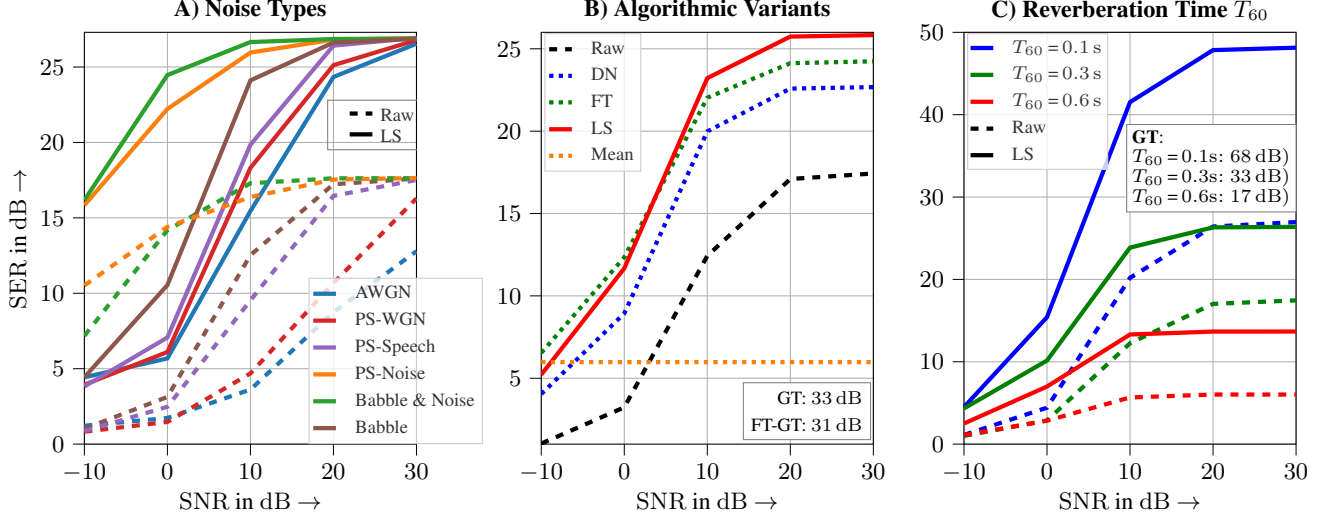 A) Noise Types
SER in dB →
25
20
15
10
5
0
−10
0
10
20
30
SNR in dB →
Raw
LS
AWGN
PS-WGN
PS-Speech
PS-Noise
Babble & Noise
Babble
B) Algorithmic Variants
25
20
15
10
5
−10
0
10
20
30
SNR in dB →
Raw
DN
FT
LS
Mean
GT: 33 dB
FT-GT: 31 dB
C) Reverberation Time T₆₀
50
40
30
20
10
0
−10
0
10
20
30
SNR in dB →
T₆₀ = 0.1 s
T₆₀ = 0.3 s
T₆₀ = 0.6 s
Raw
LS
GT:
T₆₀ = 0.1s: 68 dB)
T₆₀ = 0.3s: 33 dB)
T₆₀ = 0.6s: 17 dB)